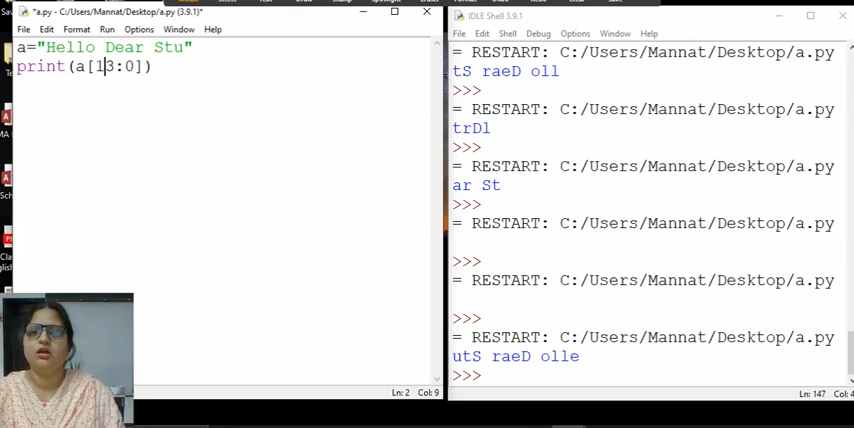 *a.py - C:/Users/Mannat/Desktop/a.py (3.9.1)*
File Edit Format Run Options Window Help
a="Hello Dear Stu"
print(a[13:0])
Ln: 2 Col: 9
IDLE Shell 3.9.1
File Edit Shell Debug Options Window Help
= RESTART: C:/Users/Mannat/Desktop/a.py
tS raeD oll
>>>
= RESTART: C:/Users/Mannat/Desktop/a.py
trDl
>>>
= RESTART: C:/Users/Mannat/Desktop/a.py
ar St
>>>
= RESTART: C:/Users/Mannat/Desktop/a.py
>>>
= RESTART: C:/Users/Mannat/Desktop/a.py
>>>
= RESTART: C:/Users/Mannat/Desktop/a.py
utS raeD olle
>>>
Ln: 147 Col: 4